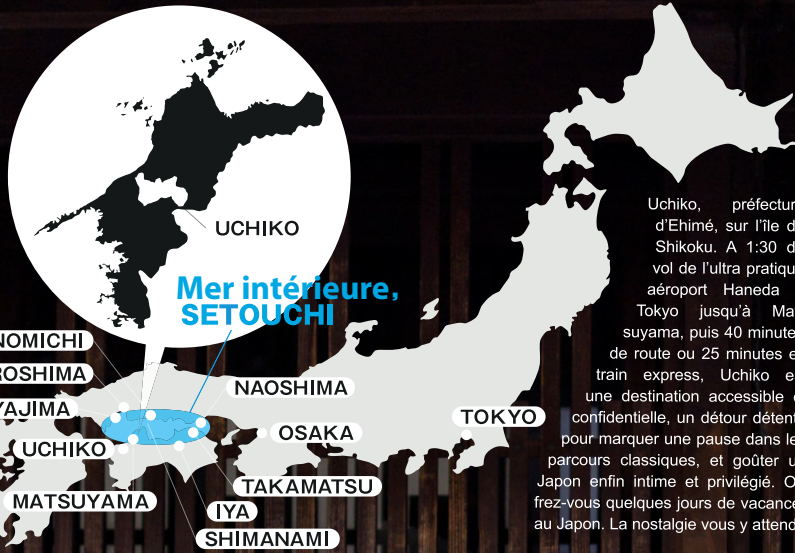 UCHIKO
Mer intérieure,
SETOUCHI
NOMICHI
ROSHIMA
YAJIMA
UCHIKO
MATSUYAMA
NAOSHIMA
OSAKA
TAKAMATSU
IYA
SHIMANAMI
TOKYO
Uchiko, préfectur
d'Ehimé, sur l'île d
Shikoku. A 1:30 d
vol de l'ultra pratiqu
aéroport Haneda
Tokyo jusqu'à Mat
suyama, puis 40 minute
de route ou 25 minutes e
train express, Uchiko e
une destination accessible e
confidentielle, un détour détent
pour marquer une pause dans le
parcours classiques, et goûter u
Japon enfin intime et privilégié. O
frez-vous quelques jours de vacance
au Japon. La nostalgie vous y attend